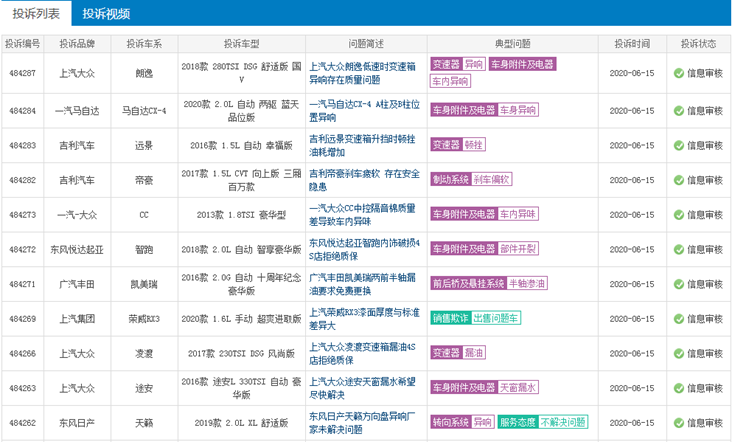 投诉列表 投诉视频
投诉编号 投诉品牌 投诉车系 投诉车型 问题简述 典型问题 投诉时间 投诉状态
484287 上汽大众 朗逸 2018款 280TSI DSG 舒适版 国V 上汽大众朗逸低速时变速箱异响存在质量问题 变速器 异响 车身附件及电器 车内异响 2020-06-15 信息审核
484284 一汽马自达 马自达CX-4 2020款 2.0L 自动 两驱 蓝天品位版 一汽马自达CX-4 A柱及B柱位置异响 车身附件及电器 车身异响 2020-06-15 信息审核
484283 吉利汽车 远景 2016款 1.5L 自动 幸福版 吉利远景变速箱升挡时顿挫油耗增加 变速器 顿挫 2020-06-15 信息审核
484282 吉利汽车 帝豪 2017款 1.5L CVT 向上版 三厢百万款 吉利帝豪刹车疲软 存在安全隐患 制动系统 刹车偏软 2020-06-15 信息审核
484273 一汽-大众 CC 2013款 1.8TSI 豪华型 一汽大众CC中控隔音棉质量差导致车内异味 车身附件及电器 车内异味 2020-06-15 信息审核
484272 东风悦达起亚 智跑 2018款 2.0L 自动 智享豪华版 东风悦达起亚智跑内饰破损4S店拒绝质保 车身附件及电器 部件开裂 2020-06-15 信息审核
484271 广汽丰田 凯美瑞 2016款 2.0G 自动 十周年纪念豪华版 广汽丰田凯美瑞两前半轴漏油要求免费更换 前后桥及悬挂系统 半轴渗油 2020-06-15 信息审核
484269 上汽集团 荣威RX3 2020款 1.6L 手动 超爽进取版 上汽荣威RX3漆面厚度与标准差异大 销售欺诈 出售问题车 2020-06-15 信息审核
484266 上汽大众 凌渡 2017款 230TSI DSG 风尚版 上汽大众凌渡变速箱漏油4S店拒绝质保 变速器 漏油 2020-06-15 信息审核
484263 上汽大众 途安 2016款 途安L 330TSI 自动 豪华版 上汽大众途安天窗漏水希望尽快解决 车身附件及电器 天窗漏水 2020-06-15 信息审核
484262 东风日产 天籁 2019款 2.0L XL 舒适版 东风日产天籁方向盘异响厂家未解决问题 转向系统 异响 服务态度 不解决问题 2020-06-15 信息审核